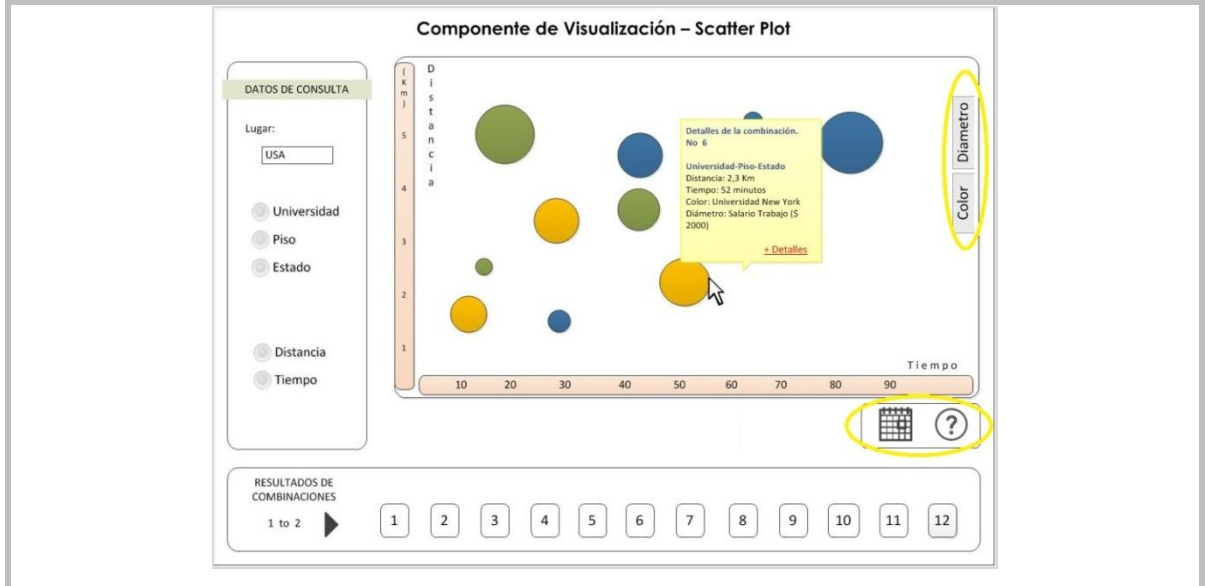 Componente de Visualización – Scatter Plot
DATOS DE CONSULTA
Lugar:
USA
Universidad
Piso
Estado
Distancia
Tiempo
(Km)
5
4
3
2
1
Distancia
Detalles de la combinación.
No 6
Universidad-Piso-Estado
Distancia: 2,3 Km
Tiempo: 52 minutos
Color: Universidad New York
Diámetro: Salario Trabajo ($
2000)
+ Detalles
Diametro
Color
Tiempo
10 20 30 40 50 60 70 80 90
?
RESULTADOS DE
COMBINACIONES
1 to 2
1 2 3 4 5 6 7 8 9 10 11 12